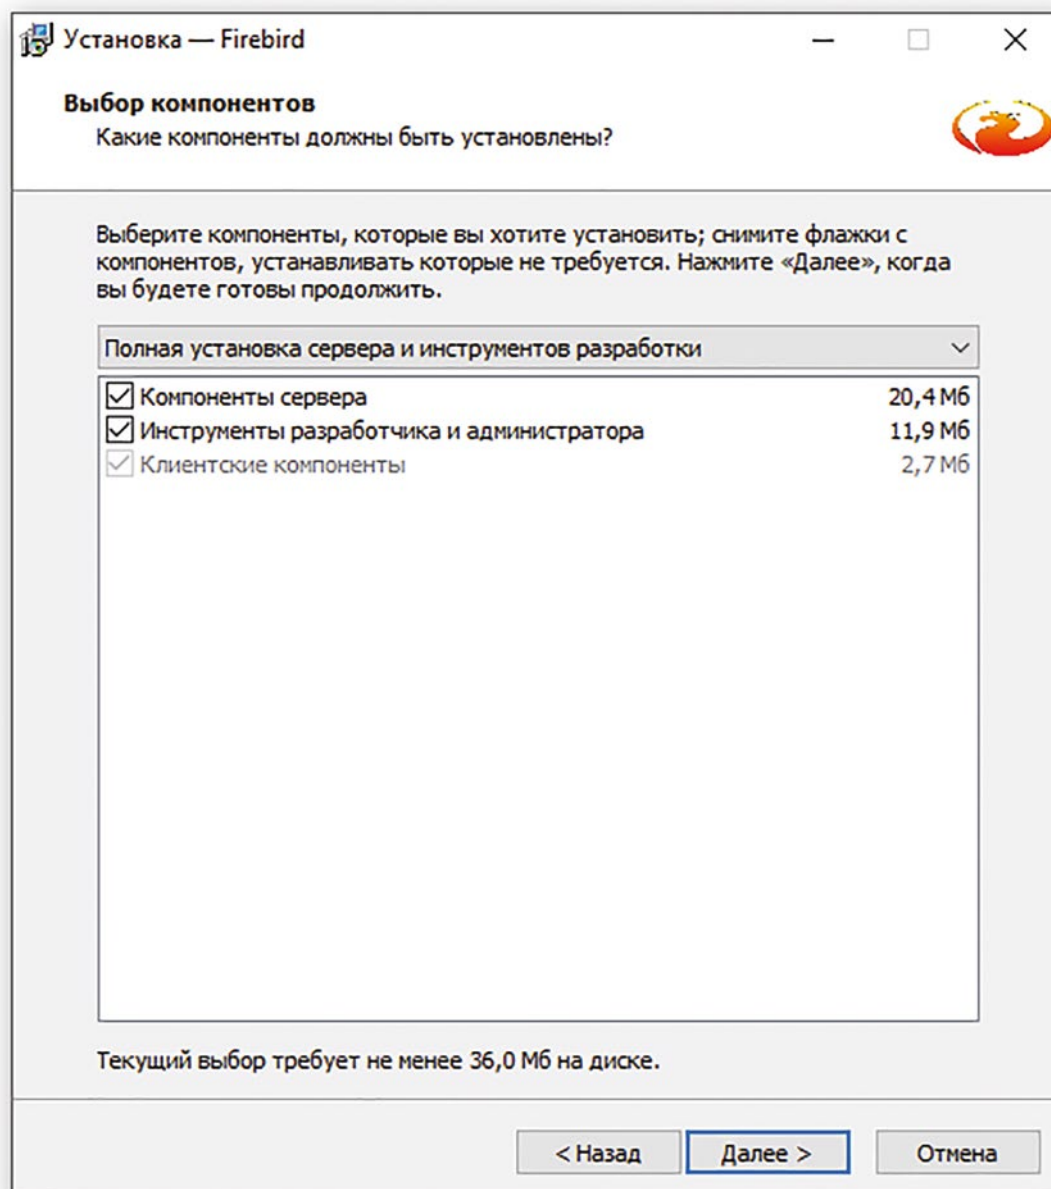 Установка — Firebird
Выбор компонентов
Какие компоненты должны быть установлены?
Выберите компоненты, которые вы хотите установить; снимите флажки с
компонентов, устанавливать которые не требуется. Нажмите «Далее», когда
вы будете готовы продолжить.
Полная установка сервера и инструментов разработки
Компоненты сервера 20,4 Мб
Инструменты разработчика и администратора 11,9 Мб
Клиентские компоненты 2,7 Мб
Текущий выбор требует не менее 36,0 Мб на диске.
< Назад Далее > Отмена